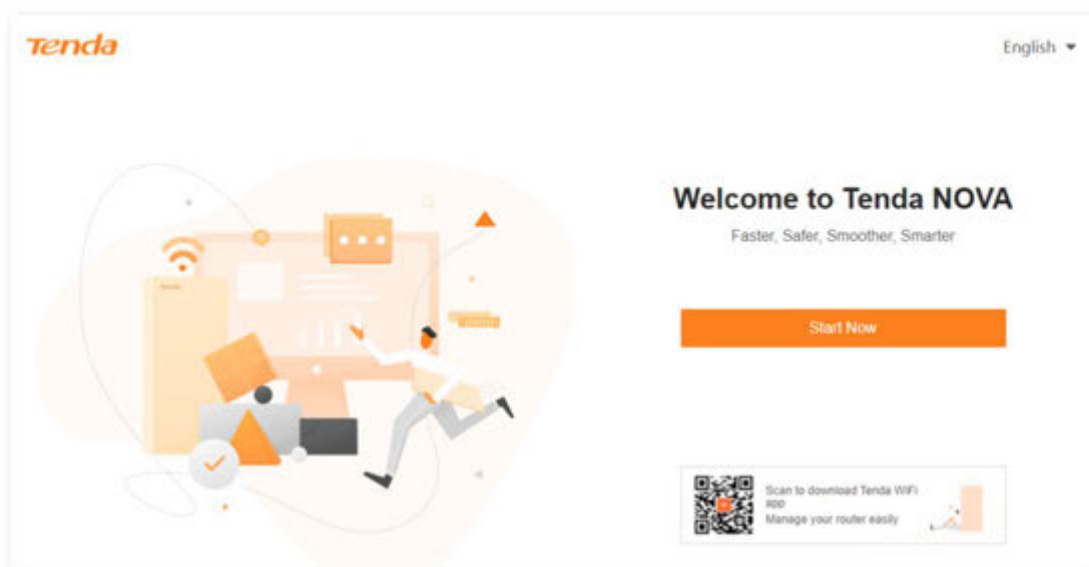 Tenda
English
Welcome to Tenda NOVA
Faster, Safer, Smoother, Smarter
Start Now
Scan to download Tenda WiFi
app
Manage your router easily